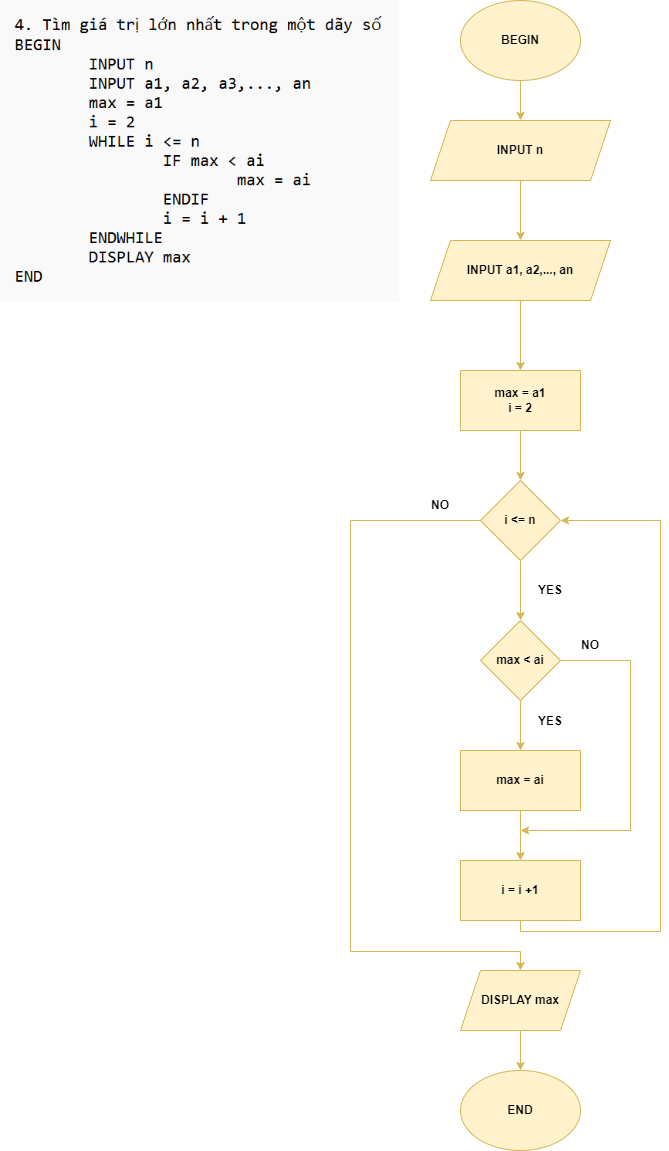 4. Tìm giá trị lớn nhất trong một dãy số
BEGIN
INPUT n
INPUT a1, a2, a3,..., an
max = a1
i = 2
WHILE i <= n
IF max < ai
max = ai
ENDIF
i = i + 1
ENDWHILE
DISPLAY max
END
BEGIN
INPUT n
INPUT a1, a2,..., an
max = a1
i = 2
i <= n
NO
YES
max < ai
NO
YES
max = ai
i = i +1
DISPLAY max
END